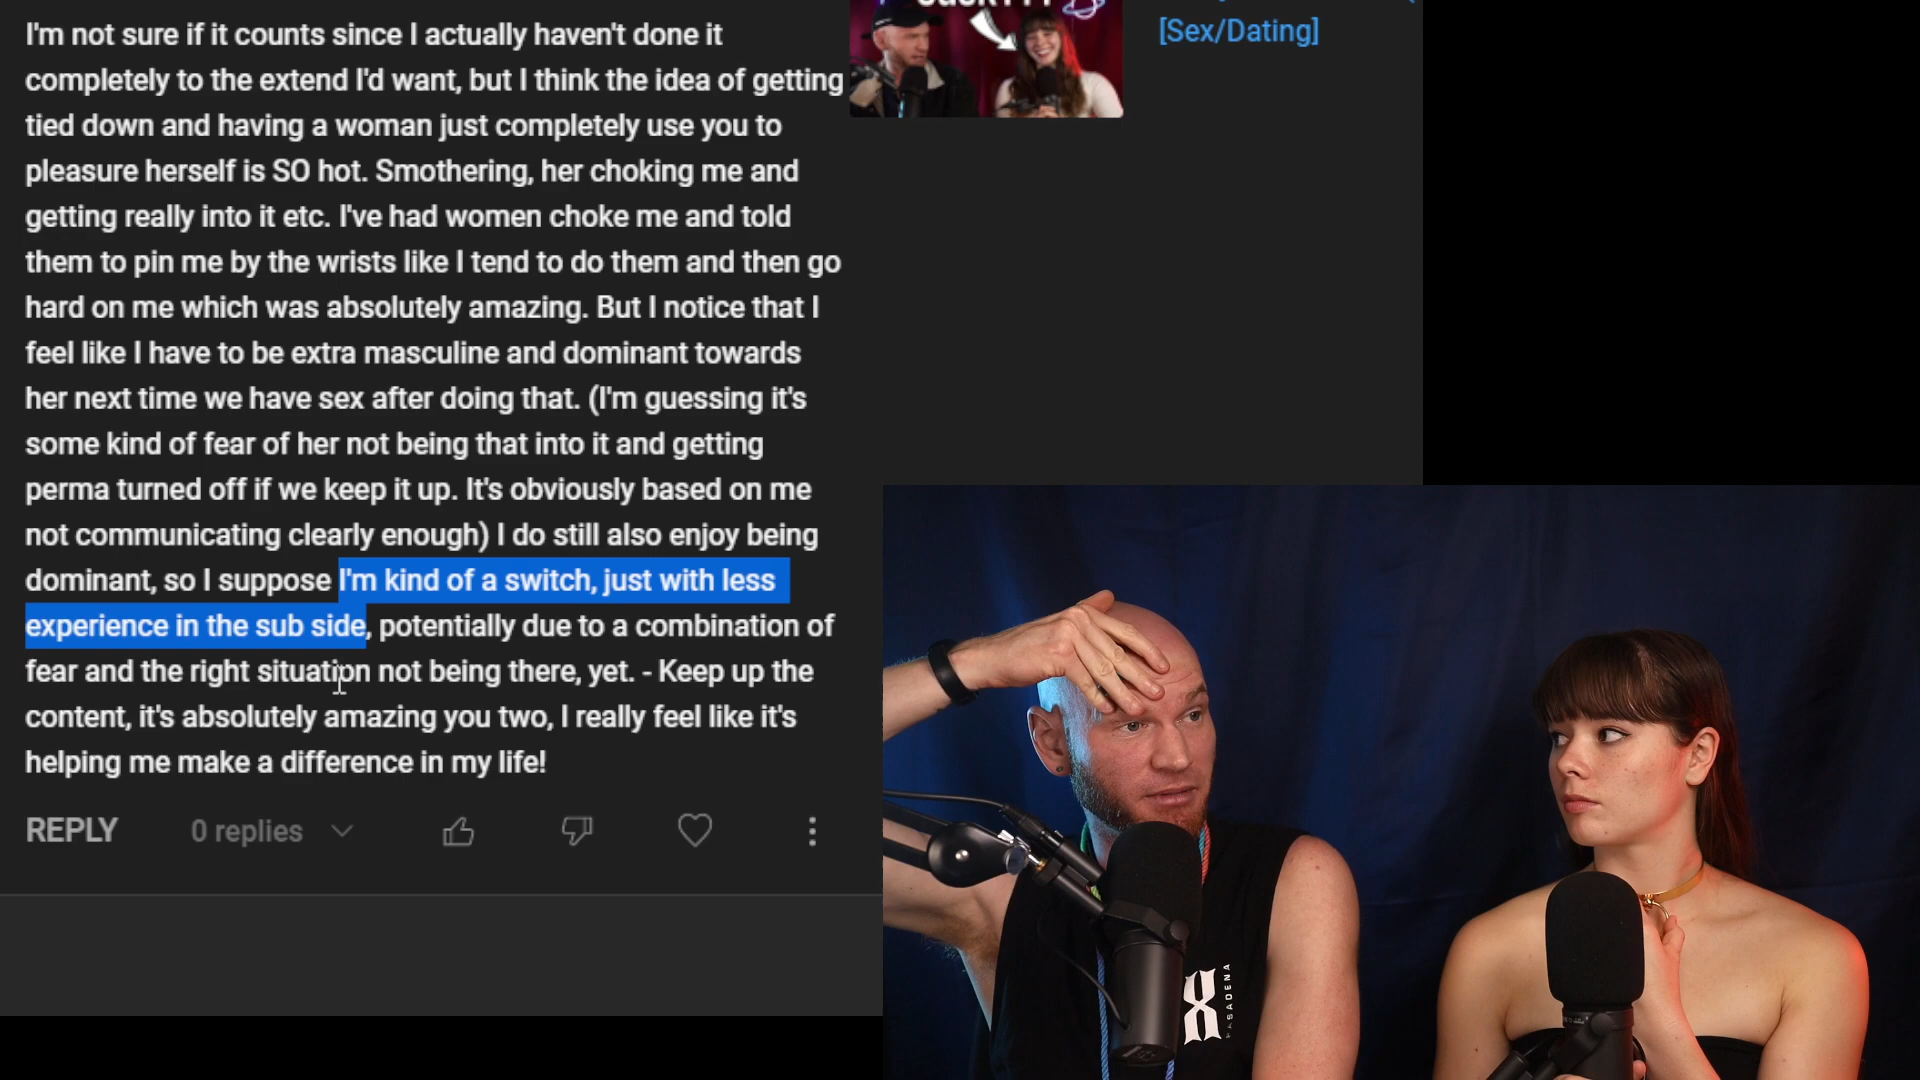 I'm not sure if it counts since I actually haven't done it
completely to the extend I'd want, but I think the idea of getting
tied down and having a woman just completely use you to
pleasure herself is SO hot. Smothering, her choking me and
getting really into it etc. I've had women choke me and told
them to pin me by the wrists like I tend to do them and then go
hard on me which was absolutely amazing. But I notice that I
feel like I have to be extra masculine and dominant towards
her next time we have sex after doing that. (I'm guessing it's
some kind of fear of her not being that into it and getting
perma turned off if we keep it up. It's obviously based on me
not communicating clearly enough) I do still also enjoy being
dominant, so I suppose I'm kind of a switch, just with less
experience in the sub side, potentially due to a combination of
fear and the right situation not being there, yet. - Keep up the
content, it's absolutely amazing you two, I really feel like it's
helping me make a difference in my life!
REPLY 0 replies
[Sex/Dating]
PASADENA